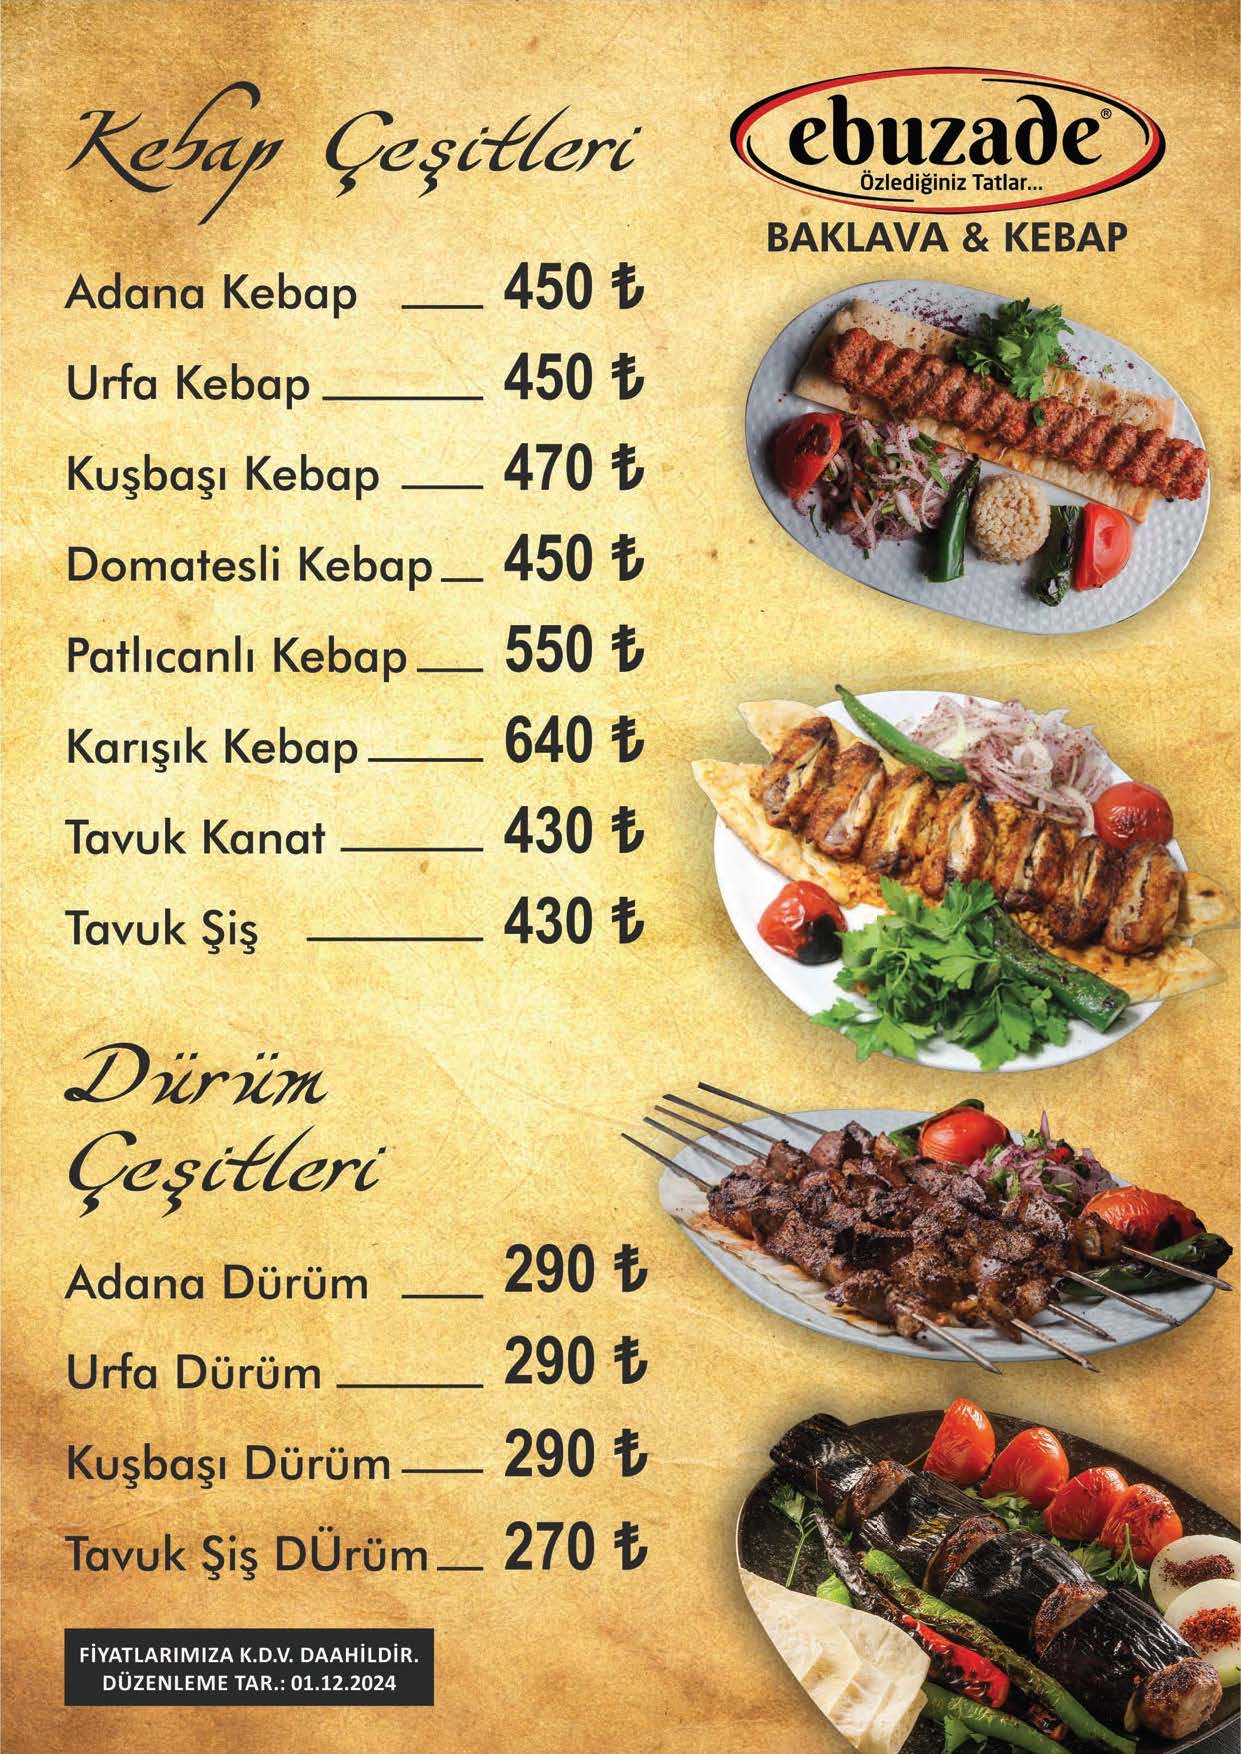 Kebap Çeşitleri
ebuzade®
Özlediğiniz Tatlar...
BAKLAVA & KEBAP
Adana Kebap 450 ₺
Urfa Kebap 450 ₺
Kuşbaşı Kebap 470 ₺
Domatesli Kebap 450 ₺
Patlıcanlı Kebap 550 ₺
Karışık Kebap 640 ₺
Tavuk Kanat 430 ₺
Tavuk Şiş 430 ₺
Dürüm
Çeşitleri
Adana Dürüm 290 ₺
Urfa Dürüm 290 ₺
Kuşbaşı Dürüm 290 ₺
Tavuk Şiş DÜrüm 270 ₺
FİYATLARIMIZA K.D.V. DAAHİLDİR.
DÜZENLEME TAR.: 01.12.2024